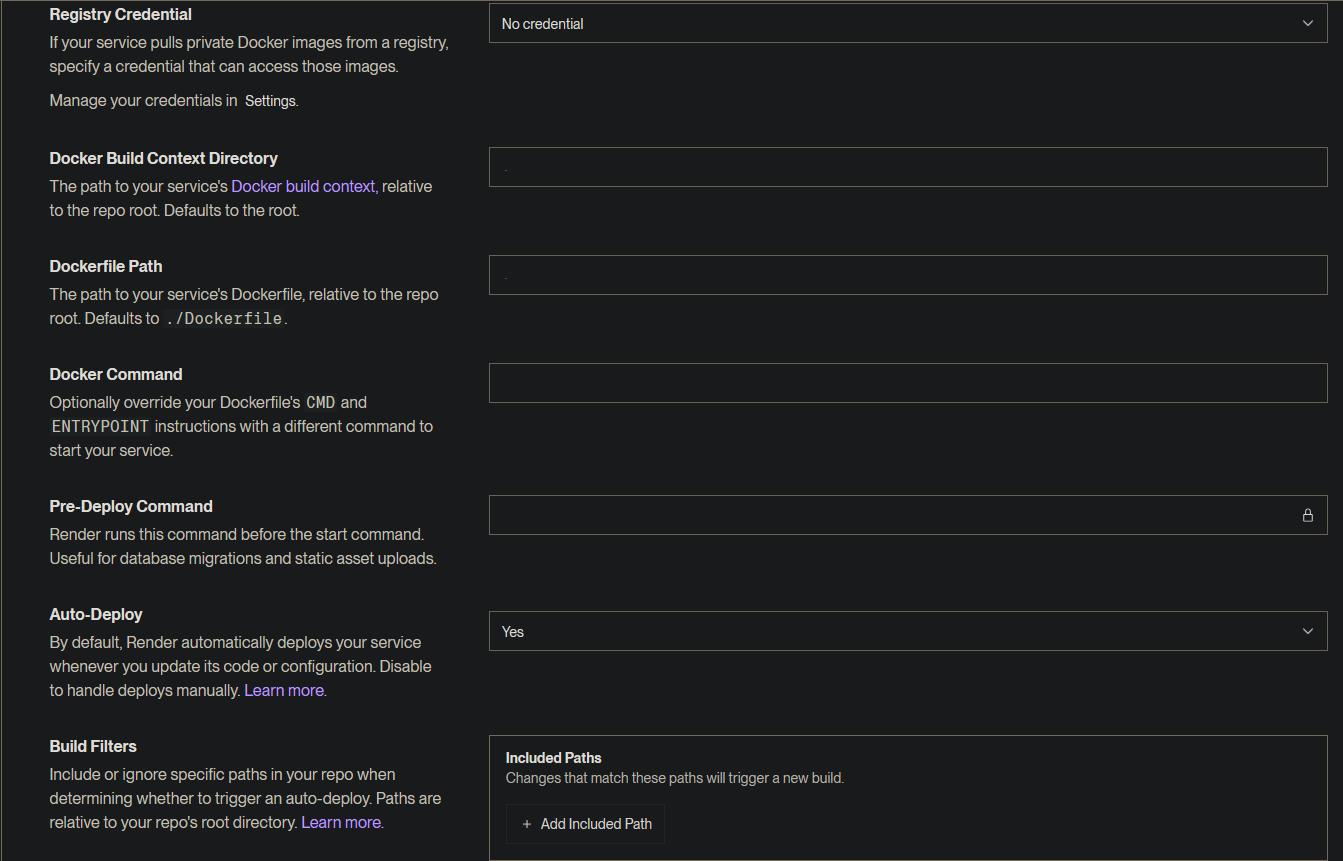 Registry Credential
No credential
If your service pulls private Docker images from a registry,
specify a credential that can access those images.
Manage your credentials in Settings.
Docker Build Context Directory
.
The path to your service's Docker build context, relative
to the repo root. Defaults to the root.
Dockerfile Path
.
The path to your service's Dockerfile, relative to the repo
root. Defaults to ./Dockerfile.
Docker Command
Optionally override your Dockerfile's CMD and
ENTRYPOINT instructions with a different command to
start your service.
Pre-Deploy Command
Render runs this command before the start command.
Useful for database migrations and static asset uploads.
Auto-Deploy
Yes
By default, Render automatically deploys your service
whenever you update its code or configuration. Disable
to handle deploys manually. Learn more.
Build Filters
Include or ignore specific paths in your repo when
determining whether to trigger an auto-deploy. Paths are
relative to your repo's root directory. Learn more.
Included Paths
Changes that match these paths will trigger a new build.
+ Add Included Path